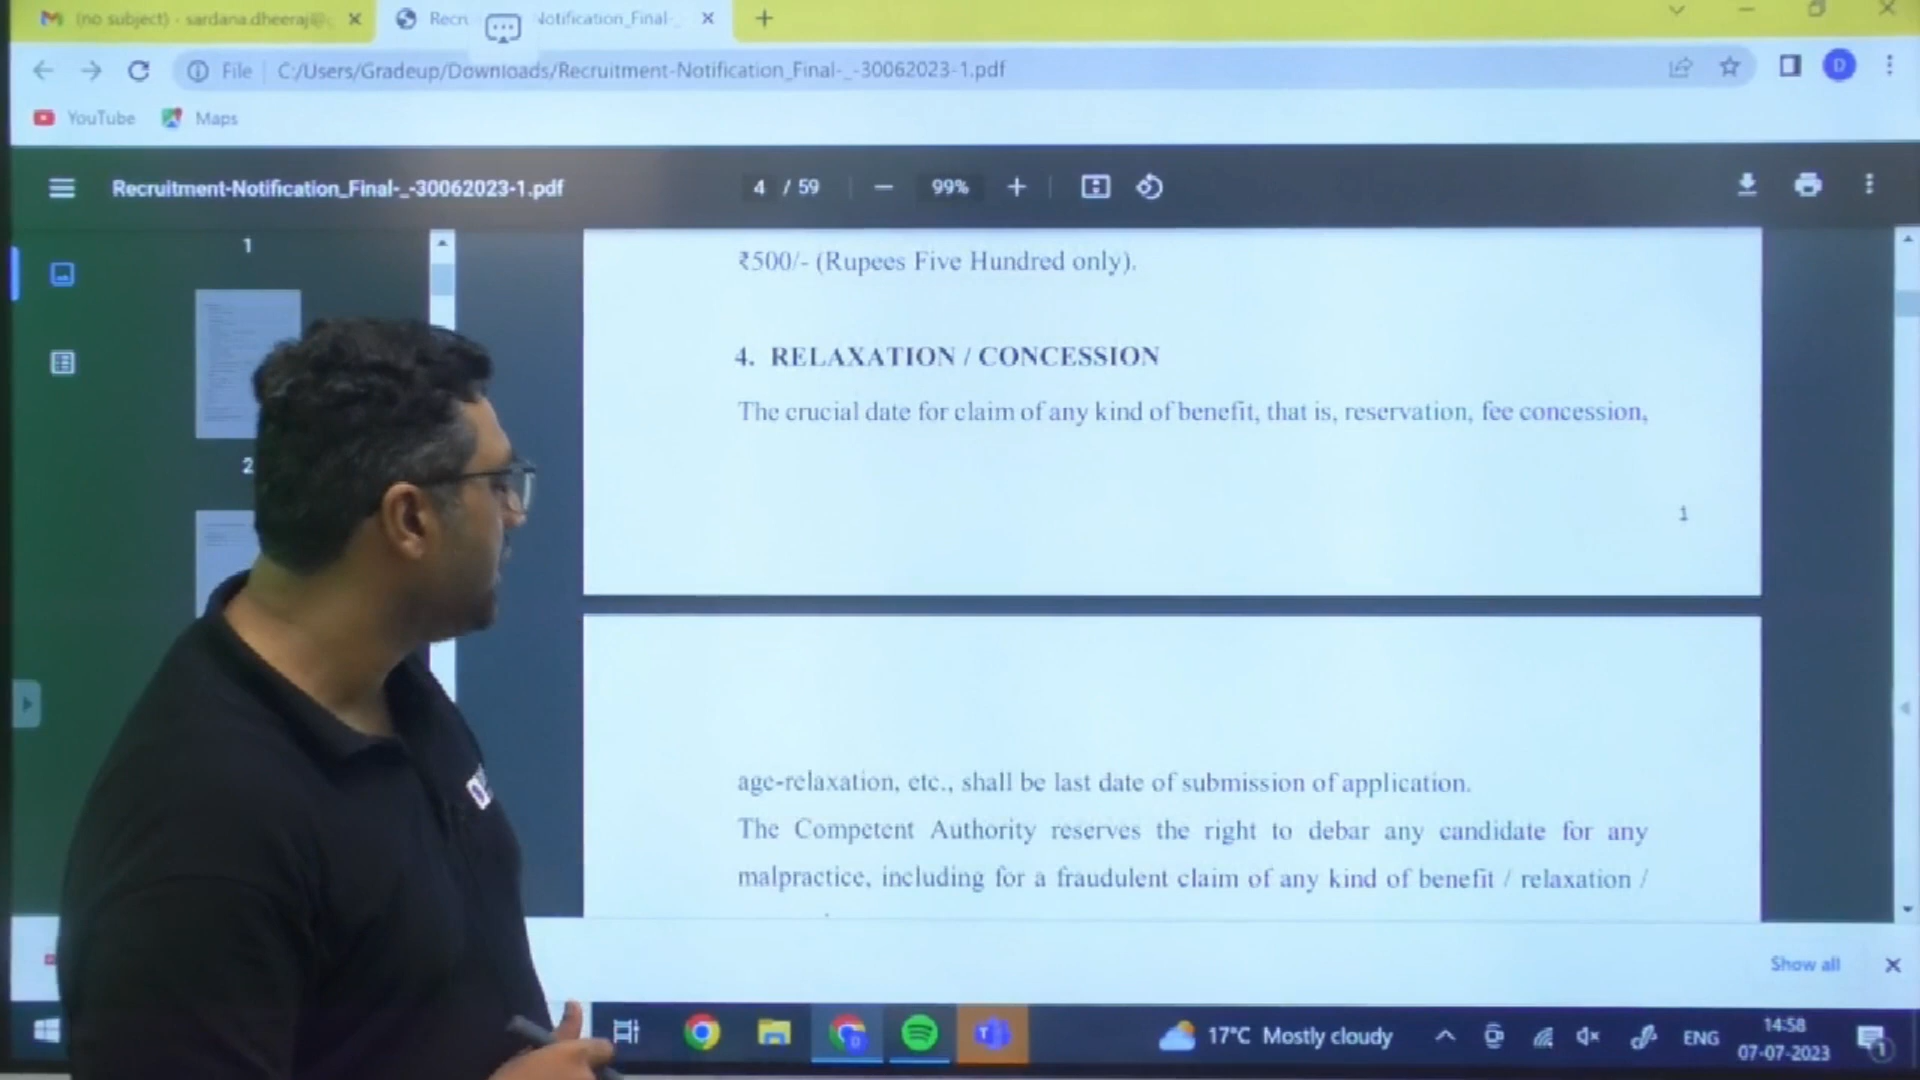 (no subject) - sardana.dheeraj@
Recr
Notification_Final-_
File
C:/Users/Gradeup/Downloads/Recruitment-Notification_Final-_-30062023-1.pdf
D
YouTube
Maps
Recruitment-Notification_Final-_-30062023-1.pdf
4 / 59
99%
1
2
₹500/- (Rupees Five Hundred only).
4. RELAXATION / CONCESSION
The crucial date for claim of any kind of benefit, that is, reservation, fee concession,
1
age-relaxation, etc., shall be last date of submission of application.
The Competent Authority reserves the right to debar any candidate for any
malpractice, including for a fraudulent claim of any kind of benefit / relaxation /
Show all
17°C Mostly cloudy
ENG
14:58
07-07-2023
1